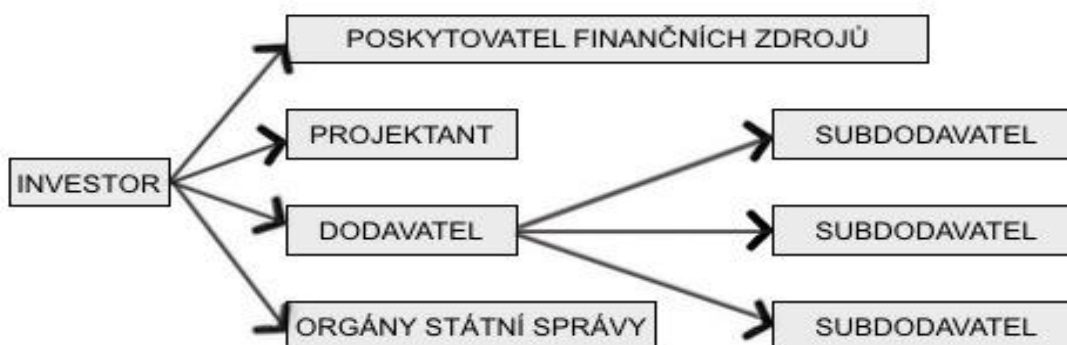 POSKYTOVATEL FINANČNÍCH ZDROJŮ
PROJEKTANT
SUBDODAVATEL
INVESTOR
DODAVATEL
SUBDODAVATEL
ORGÁNY STÁTNÍ SPRÁVY
SUBDODAVATEL